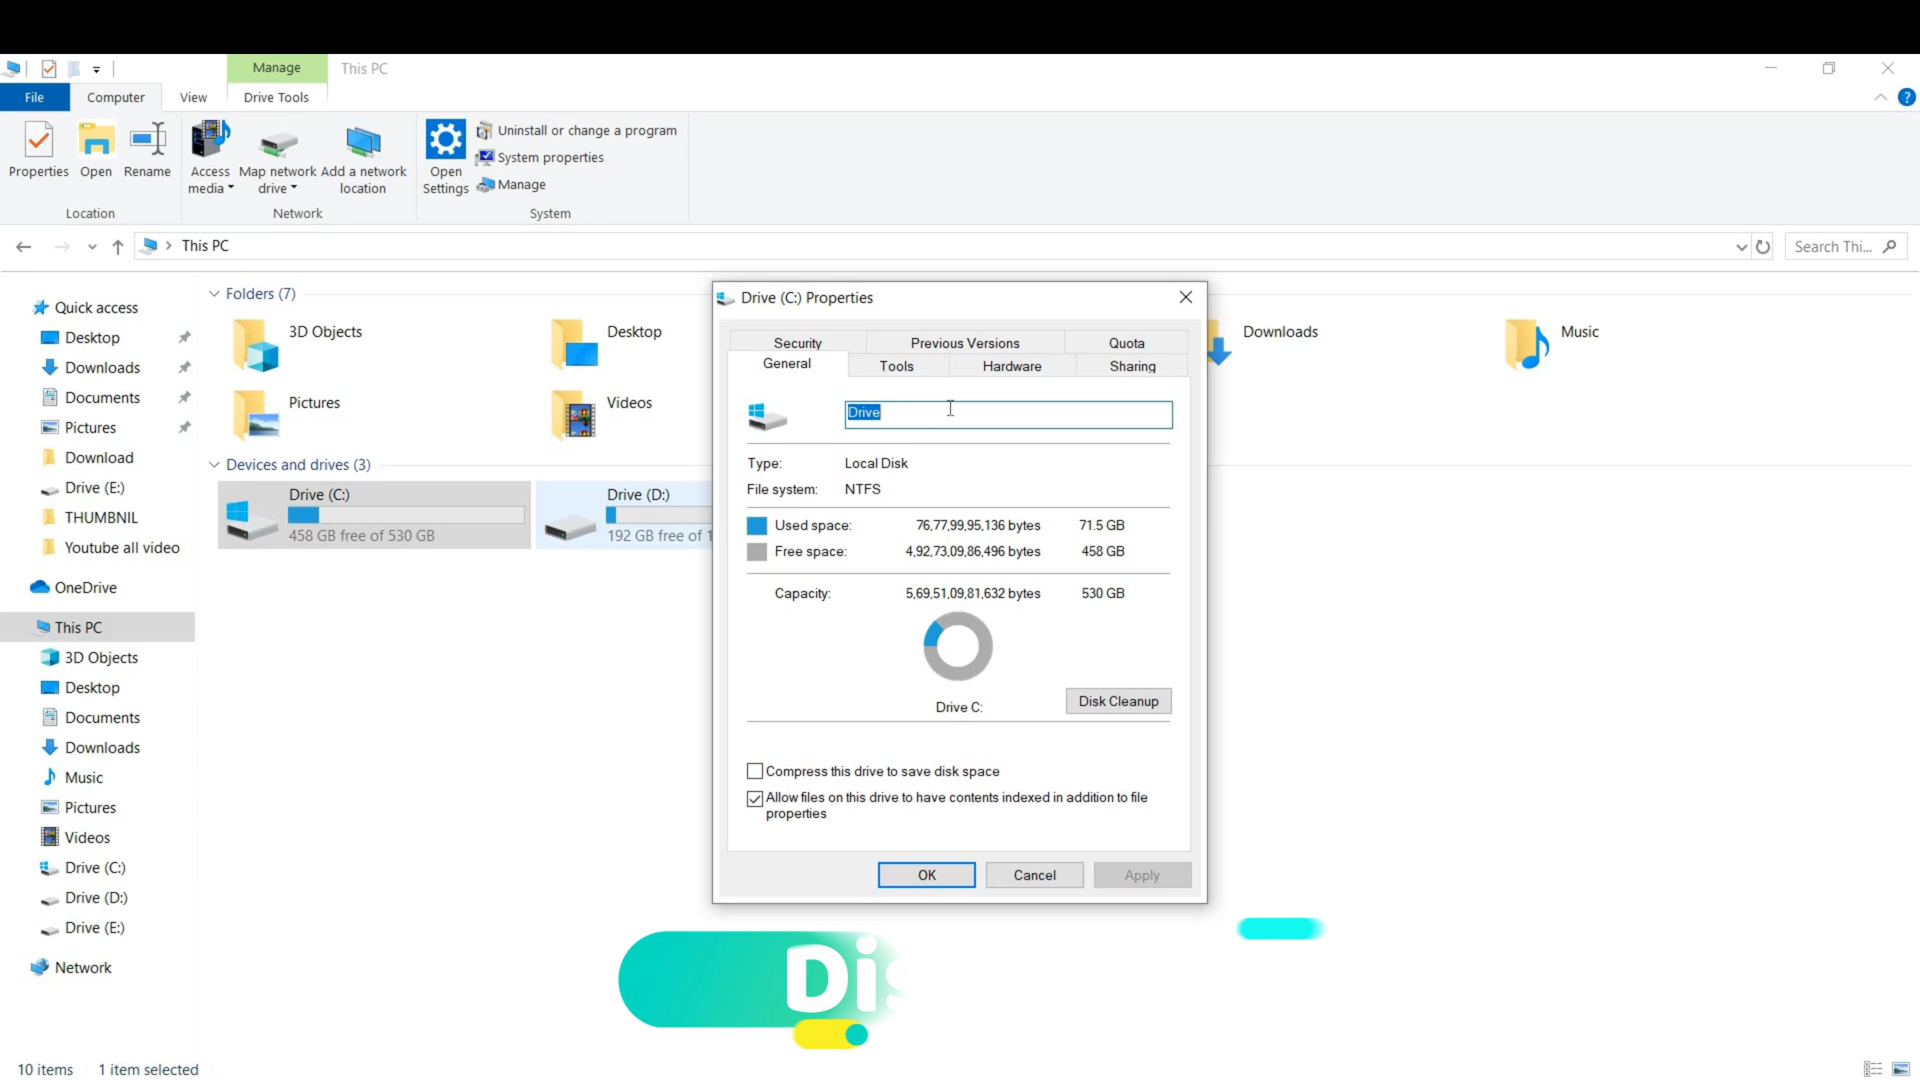 Manage
This PC
File
Computer
View
Drive Tools
Properties
Open
Rename
Access media
Map network drive
Add a network location
Open Settings
Uninstall or change a program
System properties
Manage
Location
Network
System
This PC
Search Thi...
Quick access
Desktop
Downloads
Documents
Pictures
Download
Drive (E:)
THUMBNIL
Youtube all video
OneDrive
This PC
3D Objects
Desktop
Documents
Downloads
Music
Pictures
Videos
Drive (C:)
Drive (D:)
Drive (E:)
Network
Folders (7)
3D Objects
Desktop
Downloads
Music
Pictures
Videos
Devices and drives (3)
Drive (C:)
458 GB free of 530 GB
Drive (D:)
192 GB free of 1
Drive (C:) Properties
Security
Previous Versions
Quota
General
Tools
Hardware
Sharing
Drive
Type: Local Disk
File system: NTFS
Used space: 76,77,99,95,136 bytes 71.5 GB
Free space: 4,92,73,09,86,496 bytes 458 GB
Capacity: 5,69,51,09,81,632 bytes 530 GB
Drive C:
Disk Cleanup
Compress this drive to save disk space
Allow files on this drive to have contents indexed in addition to file
properties
OK
Cancel
Apply
Dis
10 items
1 item selected